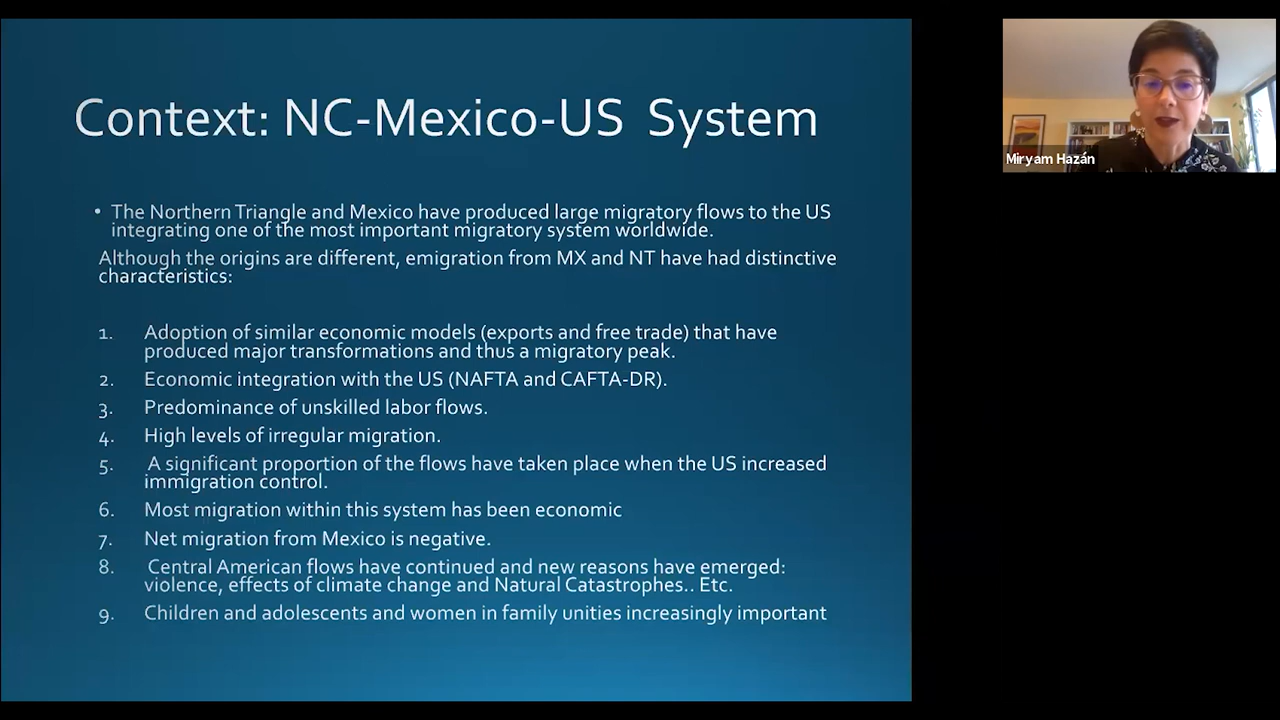 Context: NC-Mexico-US System
• The Northern Triangle and Mexico have produced large migratory flows to the US
integrating one of the most important migratory system worldwide.
Although the origins are different, emigration from MX and NT have had distinctive
characteristics:
1. Adoption of similar economic models (exports and free trade) that have
produced major transformations and thus a migratory peak.
2. Economic integration with the US (NAFTA and CAFTA-DR).
3. Predominance of unskilled labor flows.
4. High levels of irregular migration.
5. A significant proportion of the flows have taken place when the US increased
immigration control.
6. Most migration within this system has been economic
7. Net migration from Mexico is negative.
8. Central American flows have continued and new reasons have emerged:
violence, effects of climate change and Natural Catastrophes.. Etc.
9. Children and adolescents and women in family unities increasingly important
Miryam Hazán